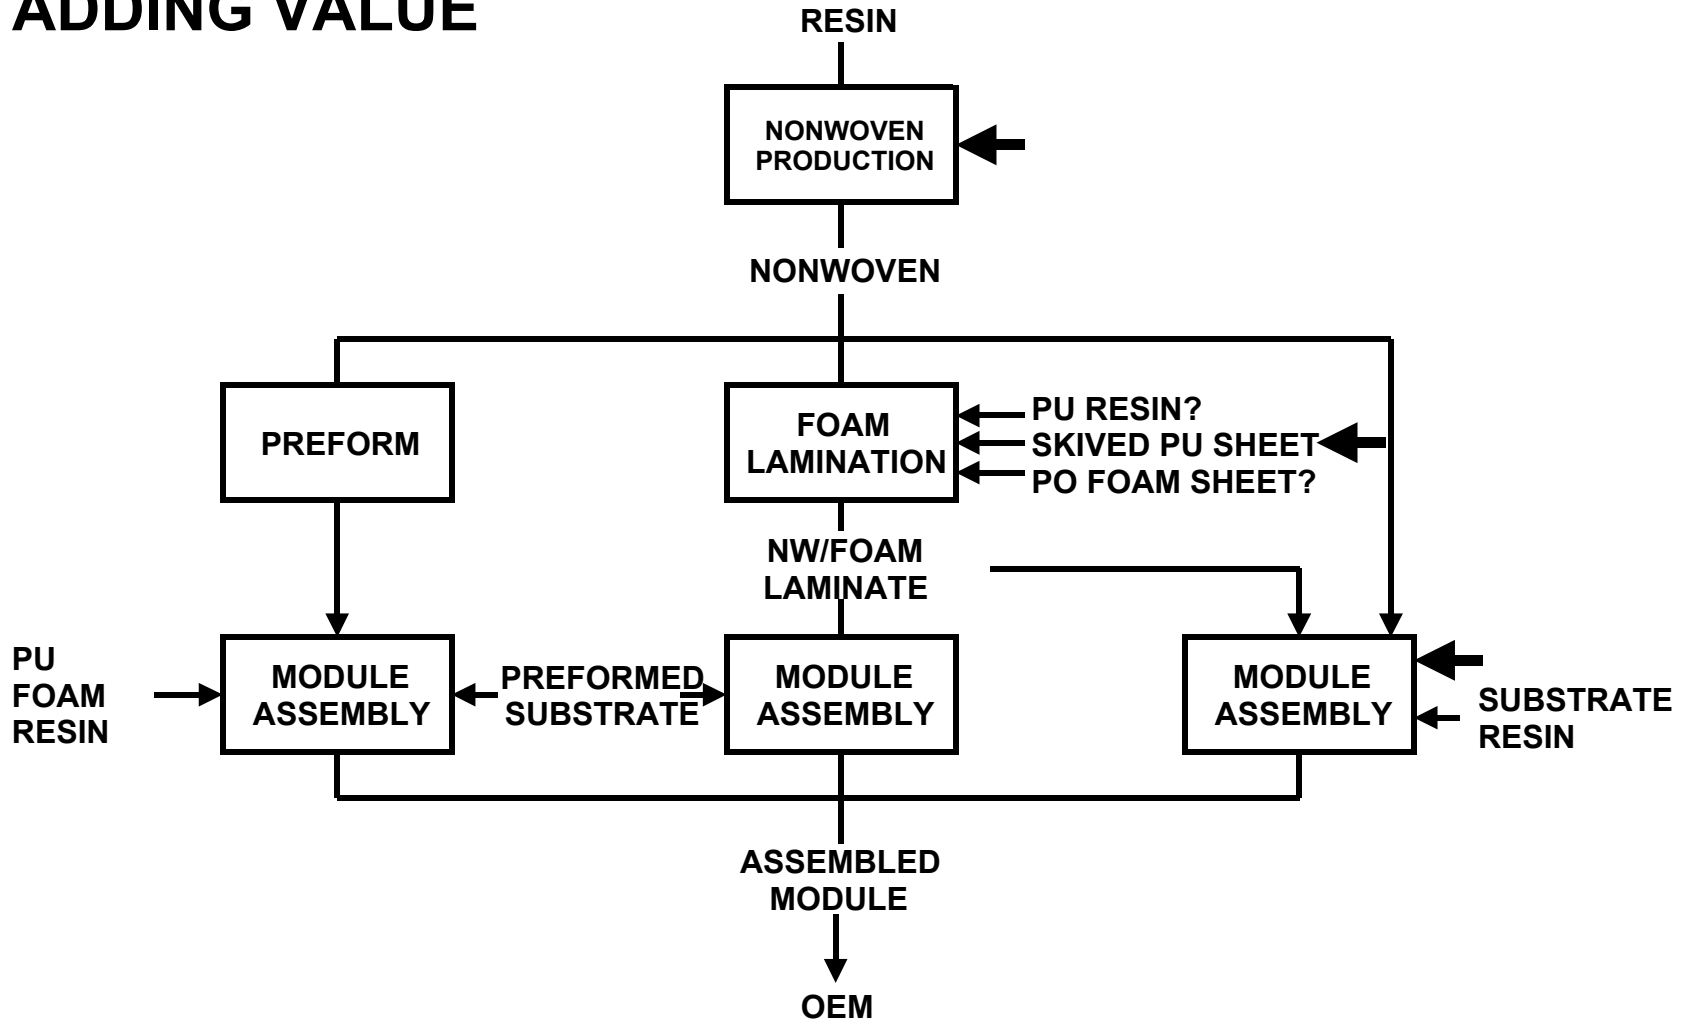 ADDING VALUE
RESIN
NONWOVEN
PRODUCTION
NONWOVEN
PREFORM
FOAM
LAMINATION
PU RESIN?
SKIVED PU SHEET
PO FOAM SHEET?
NW/FOAM
LAMINATE
PU
FOAM
RESIN
MODULE
ASSEMBLY
PREFORMED
SUBSTRATE
MODULE
ASSEMBLY
MODULE
ASSEMBLY
SUBSTRATE
RESIN
ASSEMBLED
MODULE
OEM